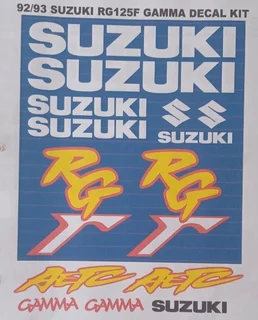 92/93 SUZUKI RG125F GAMMA DECAL KIT
SUZUKI
SUZUKI
SUZUKI
SUZUKI
SUZUKI
RG RG
r r
AETC AETC
GAMMA GAMMA SUZUKI